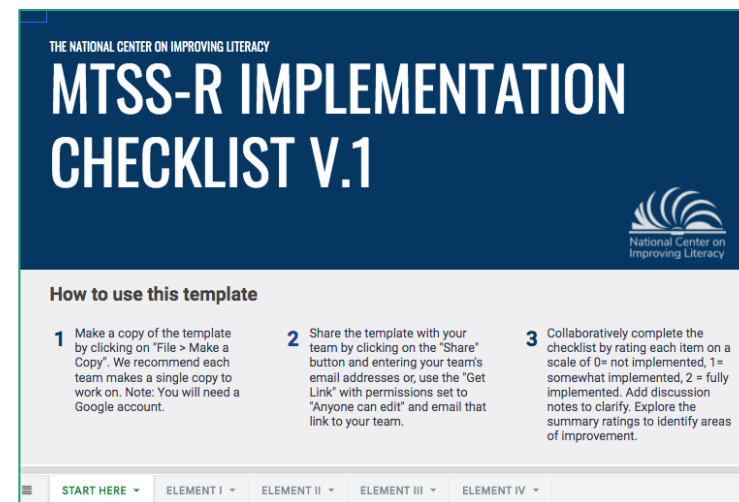 THE NATIONAL CENTER ON IMPROVING LITERACY
MTSS-R IMPLEMENTATION
CHECKLIST V.1
National Center on
Improving Literacy
How to use this template
1
Make a copy of the template
by clicking on "File > Make a
Copy". We recommend each
team makes a single copy to
work on. Note: You will need a
Google account.
2
Share the template with your
team by clicking on the "Share"
button and entering your team's
email addresses or, use the "Get
Link" with permissions set to
"Anyone can edit" and email that
link to your team.
3
Collaboratively complete the
checklist by rating each item on a
scale of 0= not implemented, 1=
somewhat implemented, 2 = fully
implemented. Add discussion
notes to clarify. Explore the
summary ratings to identify areas
of improvement.
START HERE ELEMENT I ELEMENT II ELEMENT III ELEMENT IV